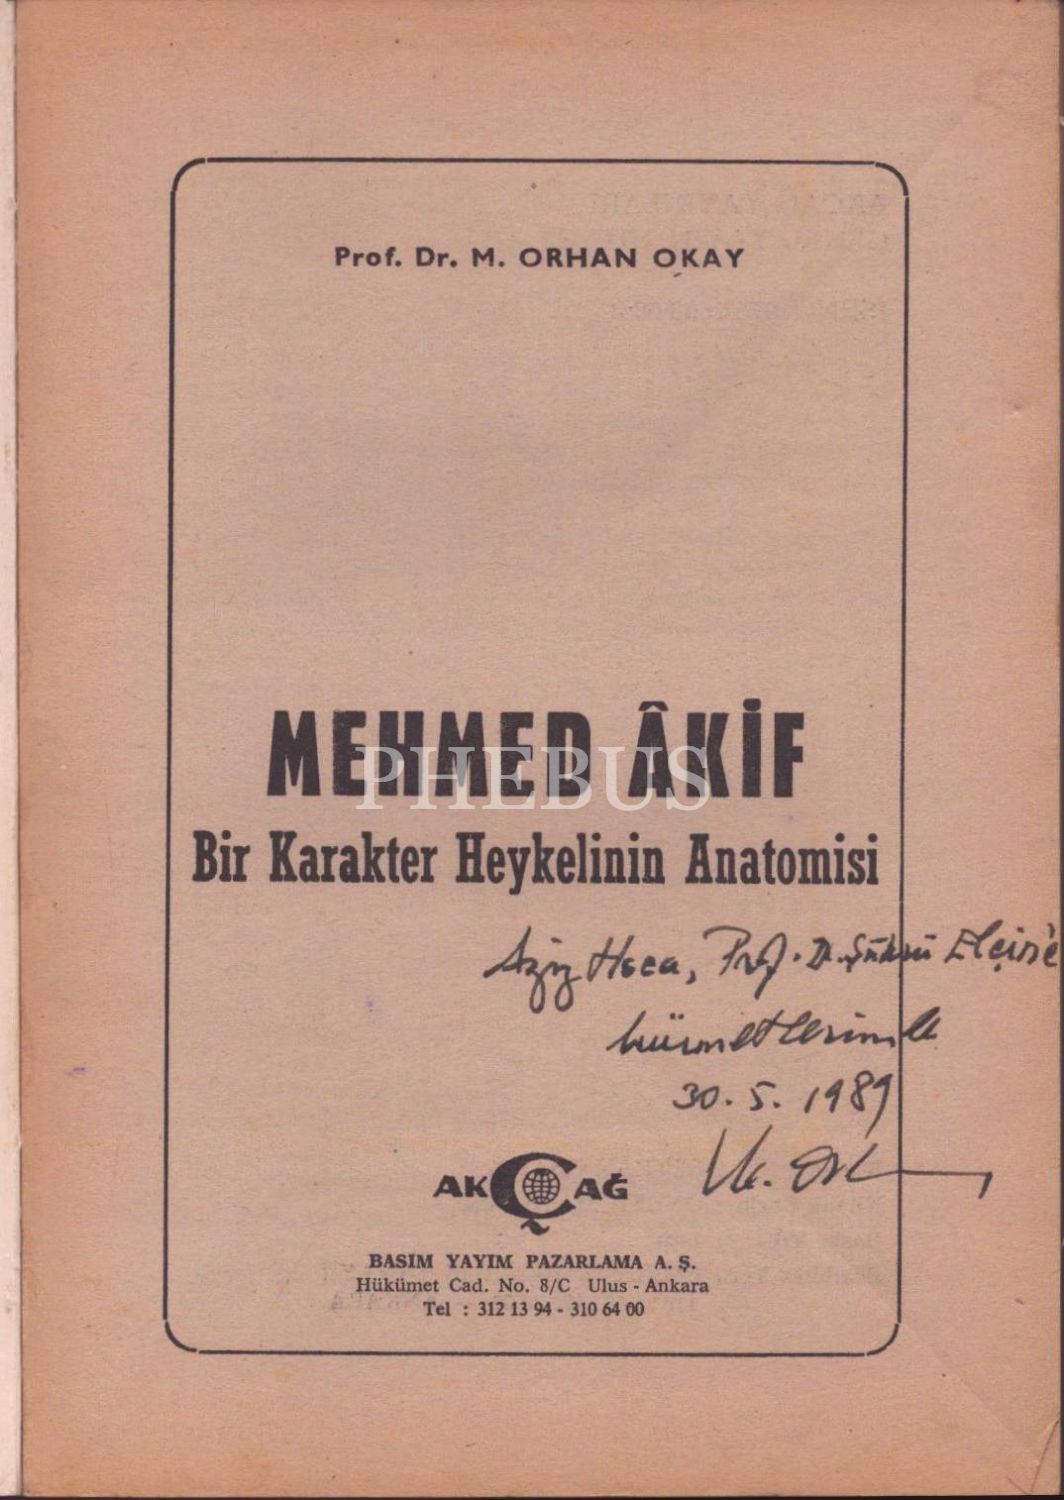 Prof. Dr. M. ORHAN OKAY
MEHMED ÂKİF
PHEBUS
Bir Karakter Heykelinin Anatomisi
Aziz Hoca, Prof. Dr. Şükrü Elçin'e
hürmetlerimle
30. 5. 1989
AKÇAĞ
BASIM YAYIM PAZARLAMA A. Ş.
Hükümet Cad. No. 8/C Ulus - Ankara
Tel : 312 13 94 - 310 64 00